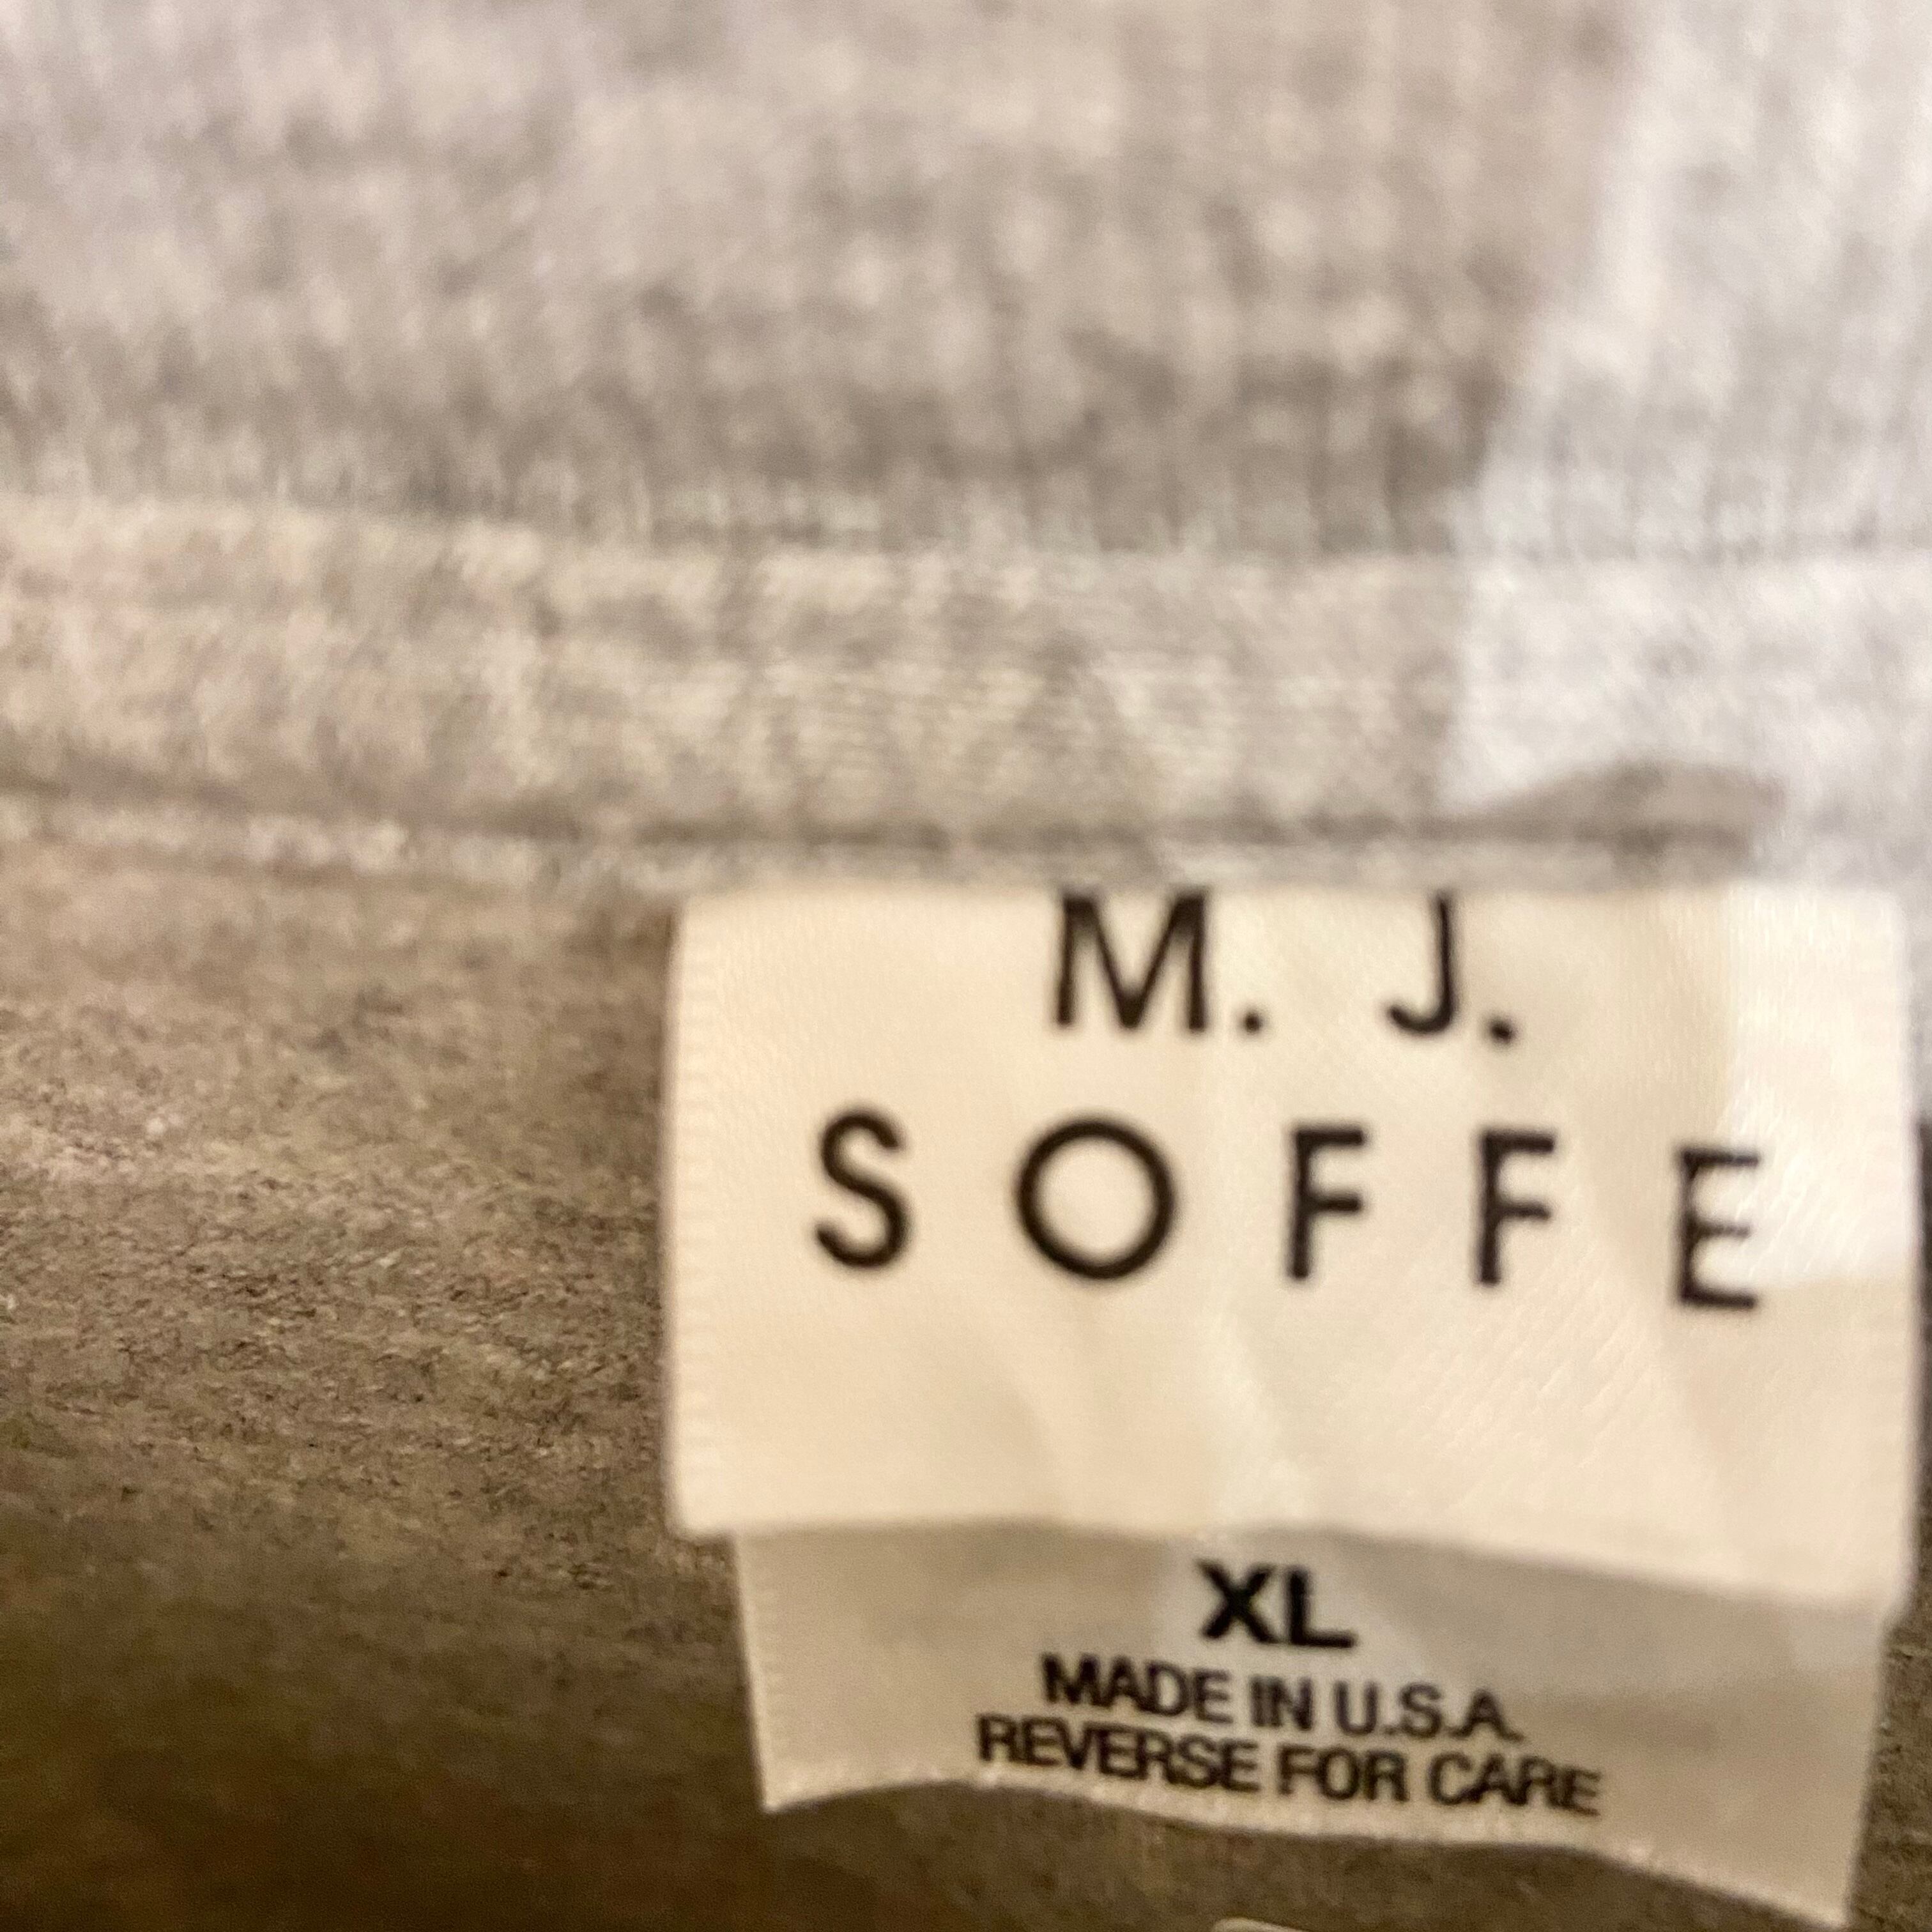 M. J.
SOFFE
XL
MADE IN U.S.A.
REVERSE FOR CARE